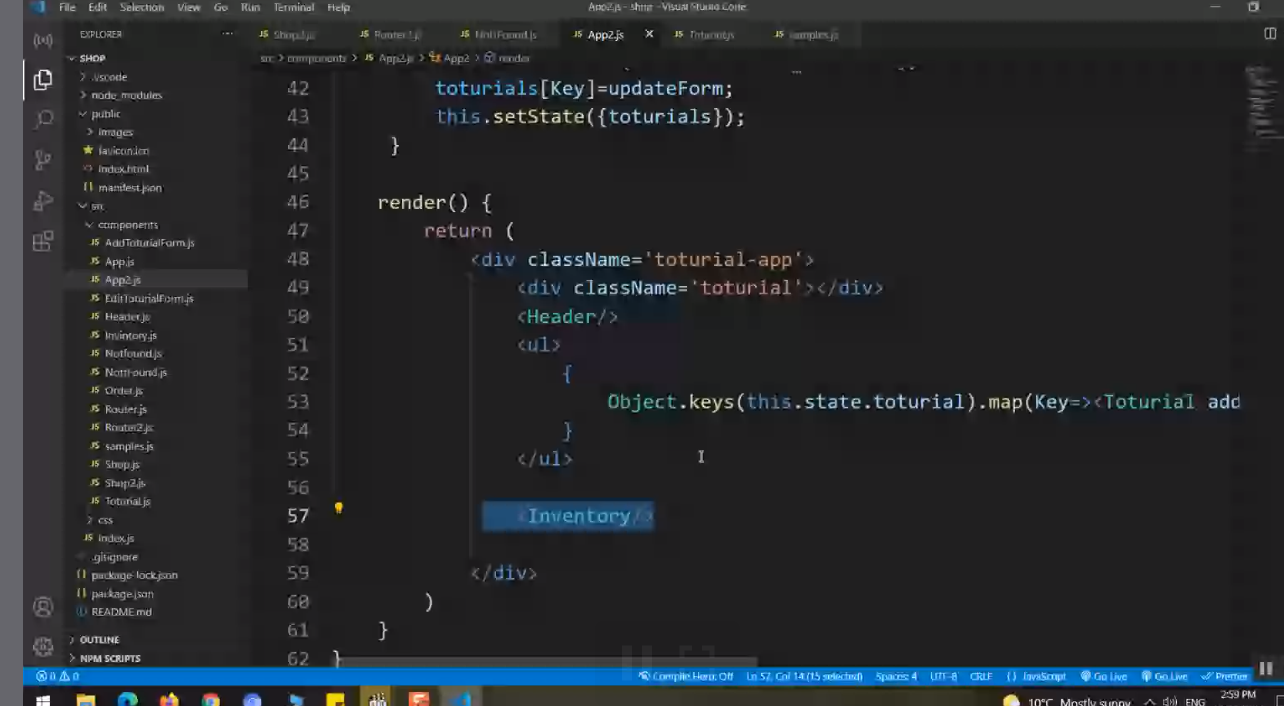 File Edit Selection View Go Run Terminal Help
App2.js - shop - Visual Studio Code
EXPLORER
Shop2.js
Router2.js
NottFound.js
App2.js
Toturial.js
samples.js
SHOP
src > components > App2.js > App2 > render
.vscode
node_modules
public
images
favicon.ico
index.html
manifest.json
src
components
AddToturialForm.js
App.js
App2.js
EditToturialForm.js
Header.js
Inventory.js
Notfound.js
NottFound.js
Order.js
Router.js
Router2.js
samples.js
Shop.js
Shop2.js
Totorial.js
css
index.js
.gitignore
package-lock.json
package.json
README.md
OUTLINE
NPM SCRIPTS
42 toturials[Key]=updateForm;
43 this.setState({toturials});
44 }
45
46 render() {
47 return (
48 <div className='toturial-app'>
49 <div className='toturial'></div>
50 <Header/>
51 <ul>
52 {
53 Object.keys(this.state.toturial).map(Key=><Toturial add
54 }
55 </ul>
56
57 <Inventory/>
58
59 </div>
60 )
61 }
62 }
0 0
Compile Hero: Off Ln 57, Col 14 (15 selected) Spaces: 4 UTF-8 CRLF {} JavaScript Go Live Go Live Prettier
10°C Mostly sunny ENG
2:59 PM